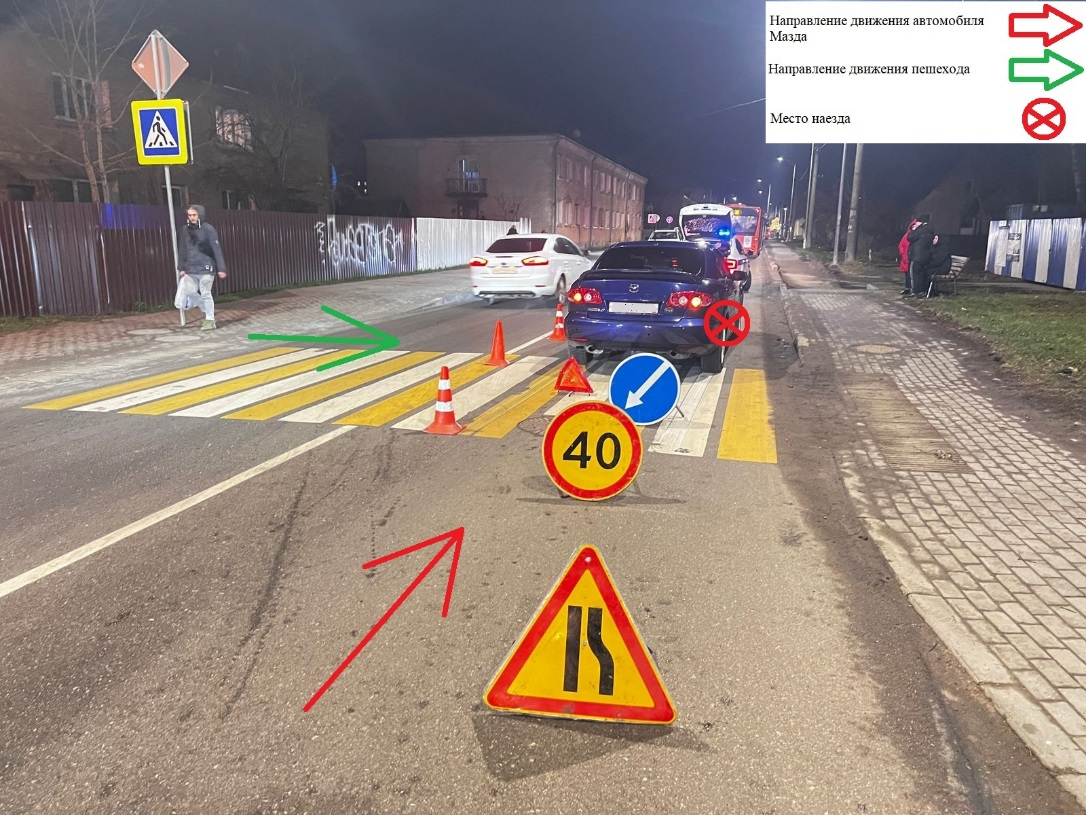 Направление движения автомобиля
Мазда
Направление движения пешехода
Место наезда
40